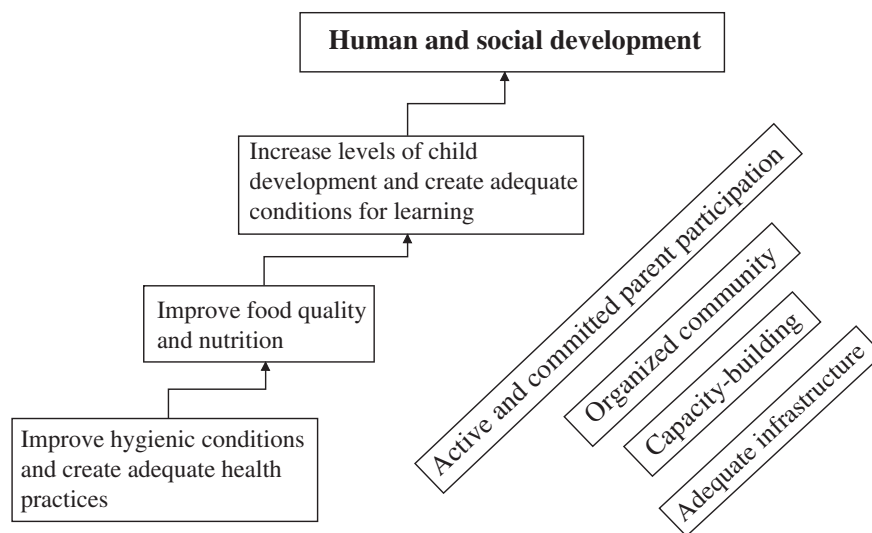 Human and social development
Increase levels of child
development and create adequate
conditions for learning
Improve food quality
and nutrition
Improve hygienic conditions
and create adequate health
practices
Active and committed parent participation
Organized community
Capacity-building
Adequate infrastructure